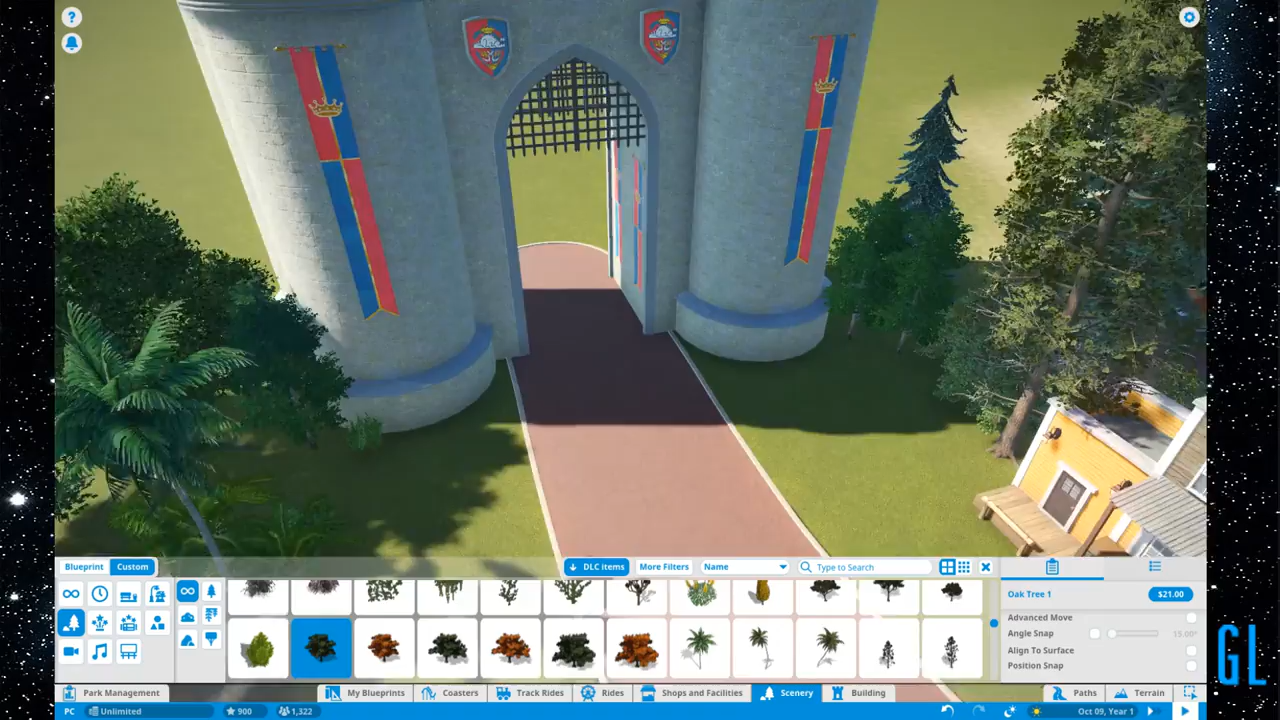 ?
Blueprint
Custom
DLC items
More Filters
Name
Type to Search
Oak Tree 1
$21.00
Advanced Move
Angle Snap
15.00°
Align To Surface
Position Snap
Park Management
My Blueprints
Coasters
Track Rides
Rides
Shops and Facilities
Scenery
Building
Paths
Terrain
PC
Unlimited
900
1,322
Oct 09, Year 1
GL